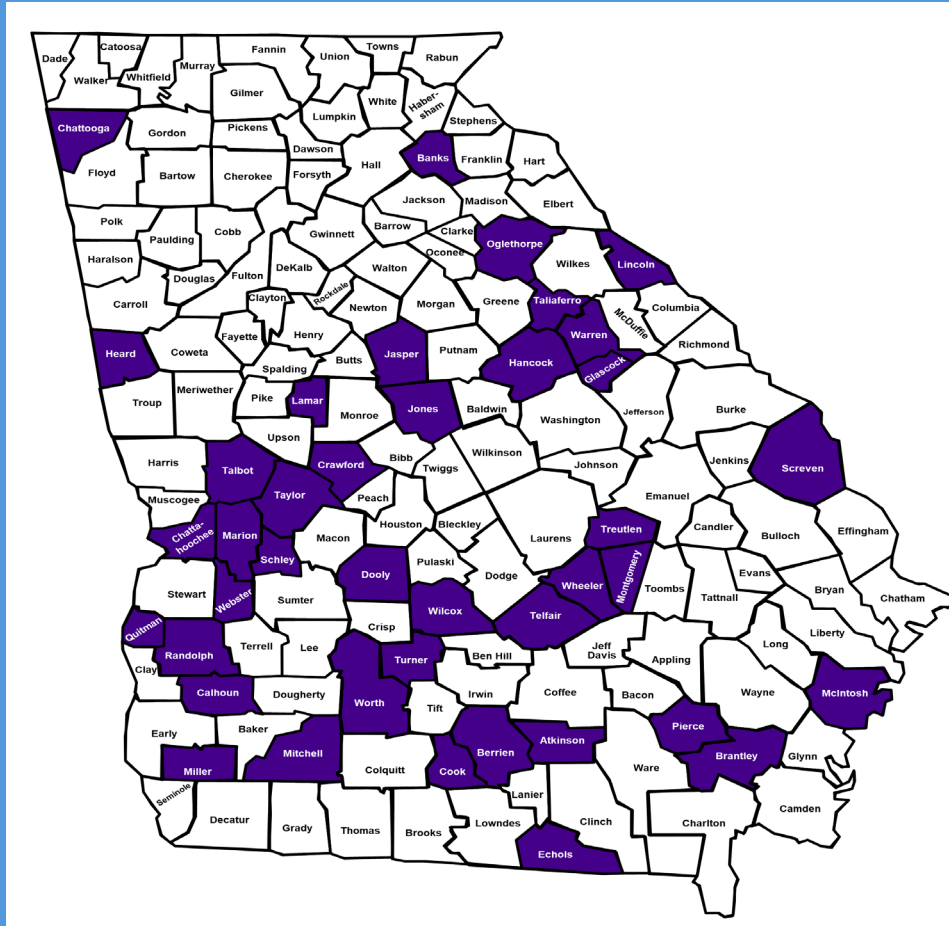 Dade
Catoosa
Walker
Whitfield
Murray
Fannin
Union
Towns
Rabun
Gilmer
White
Haber-
sham
Lumpkin
Stephens
Chattooga
Gordon
Pickens
Dawson
Hall
Banks
Franklin
Hart
Floyd
Bartow
Cherokee
Forsyth
Jackson
Madison
Elbert
Polk
Paulding
Cobb
Gwinnett
Barrow
Clarke
Oconee
Oglethorpe
Wilkes
Lincoln
Haralson
Douglas
Fulton
DeKalb
Walton
Carroll
Clayton
Rockdale
Newton
Morgan
Greene
Taliaferro
McDuffie
Columbia
Heard
Coweta
Fayette
Henry
Spalding
Butts
Jasper
Putnam
Hancock
Warren
Glascock
Richmond
Troup
Meriwether
Pike
Lamar
Monroe
Jones
Baldwin
Washington
Jefferson
Burke
Upson
Harris
Talbot
Crawford
Bibb
Twiggs
Wilkinson
Johnson
Jenkins
Screven
Muscogee
Taylor
Peach
Emanuel
Chatta-
hoochee
Marion
Schley
Macon
Houston
Bleckley
Laurens
Treutlen
Candler
Bulloch
Effingham
Stewart
Webster
Sumter
Dooly
Pulaski
Dodge
Wheeler
Montgomery
Toombs
Tattnall
Evans
Bryan
Chatham
Quitman
Randolph
Terrell
Lee
Crisp
Wilcox
Telfair
Long
Liberty
Clay
Turner
Ben Hill
Jeff
Davis
Appling
Calhoun
Dougherty
Worth
Tift
Irwin
Coffee
Bacon
Wayne
McIntosh
Early
Baker
Mitchell
Berrien
Atkinson
Pierce
Brantley
Glynn
Miller
Colquitt
Cook
Ware
Seminole
Decatur
Grady
Thomas
Brooks
Lowndes
Lanier
Clinch
Charlton
Camden
Echols